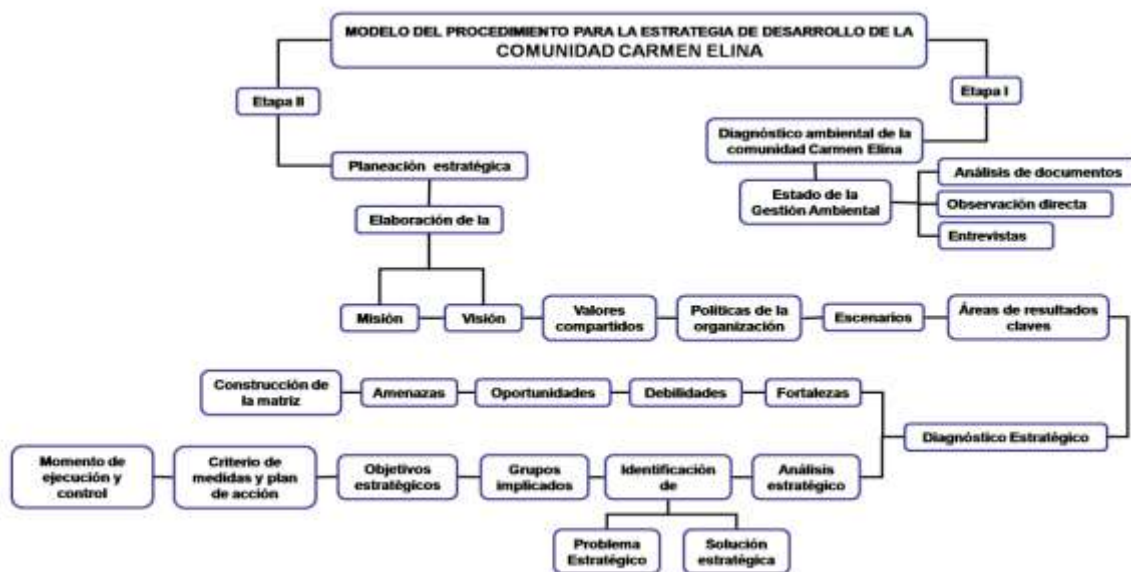 MODELO DEL PROCEDIMIENTO PARA LA ESTRATEGIA DE DESARROLLO DE LA
COMUNIDAD CARMEN ELINA
Etapa II
Etapa I
Diagnóstico ambiental de la
comunidad Carmen Elina
Planeación estratégica
Estado de la
Gestión Ambiental
Análisis de documentos
Observación directa
Entrevistas
Elaboración de la
Misión
Visión
Valores
compartidos
Políticas de la
organización
Escenarios
Áreas de resultados
claves
Construcción de
la matriz
Amenazas
Oportunidades
Debilidades
Fortalezas
Diagnóstico Estratégico
Momento de
ejecución y
control
Criterio de
medidas y plan
de acción
Objetivos
estratégicos
Grupos
implicados
Identificación
de
Análisis
estratégico
Problema
Estratégico
Solución
estratégica